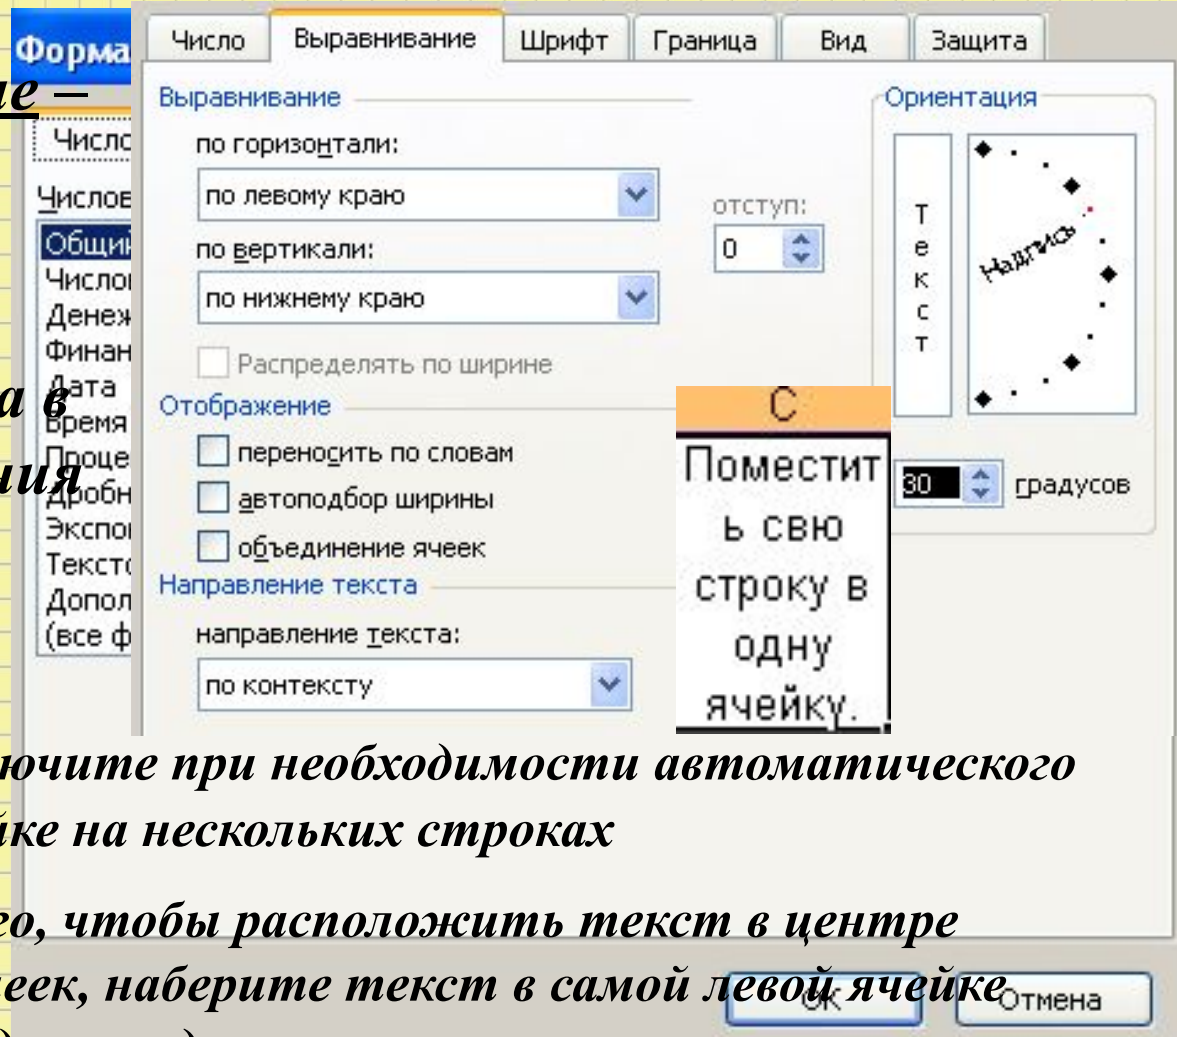 Форма
Число Выравнивание Шрифт Граница Вид Защита
Выравнивание
по горизонтали:
по левому краю
отступ:
0
по вертикали:
по нижнему краю
Распределять по ширине
Отображение
переносить по словам
автоподбор ширины
объединение ячеек
Направление текста
направление текста:
по контексту
Ориентация
Т
е
к
с
т
Надпись
30 градусов
C
Поместит
ь свю
строку в
одну
ячейку.
Число
Числов
Общий
Число
Денеж
Финан
Дата
Время
Проце
Дробн
Экспо
Тексто
Допол
(все ф
ие –
а в
ния
ючите при необходимости автоматического
йке на нескольких строках
го, чтобы расположить текст в центре
чеек, наберите текст в самой левой ячейке
OK Отмена